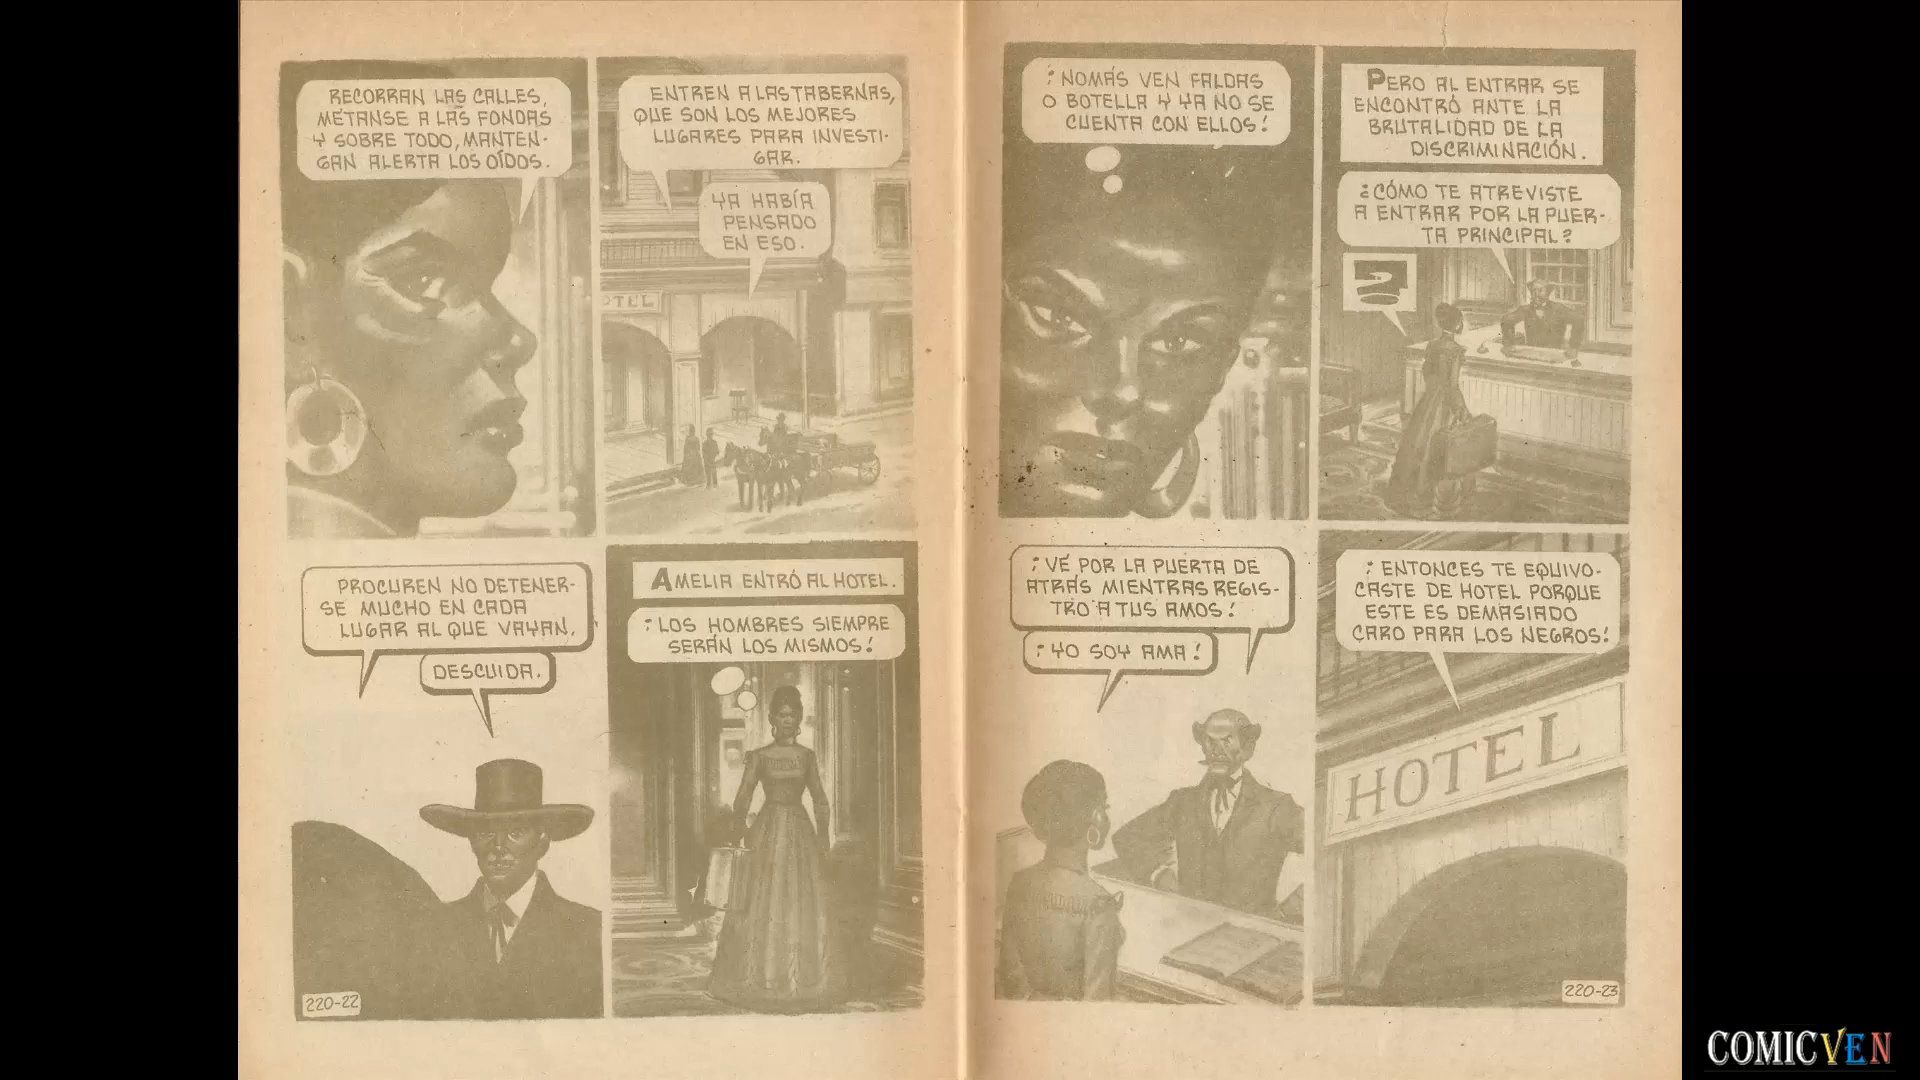 RECORRAN LAS CALLES,
MÉTANSE A LAS FONDAS
Y SOBRE TODO, MANTEN-
GAN ALERTA LOS OÍDOS.
ENTREN A LAS TABERNAS,
QUE SON LOS MEJORES
LUGARES PARA INVESTI-
GAR.
YA HABÍA
PENSADO
EN ESO.
OTEL
PROCUREN NO DETENER-
SE MUCHO EN CADA
LUGAR AL QUE VAYAN.
DESCUIDA.
220-22
AMELIA ENTRÓ AL HOTEL.
¡LOS HOMBRES SIEMPRE
SERÁN LOS MISMOS!
¡NOMÁS VEN FALDAS
O BOTELLA Y YA NO SE
CUENTA CON ELLOS!
PERO AL ENTRAR SE
ENCONTRÓ ANTE LA
BRUTALIDAD DE LA
DISCRIMINACIÓN.
¿CÓMO TE ATREVISTE
A ENTRAR POR LA PUER-
TA PRINCIPAL?
?
¡VÉ POR LA PUERTA DE
ATRÁS MIENTRAS REGIS-
TRO A TUS AMOS!
¡YO SOY AMA!
¡ENTONCES TE EQUIVO-
CASTE DE HOTEL PORQUE
ESTE ES DEMASIADO
CARO PARA LOS NEGROS!
HOTEL
220-23
COMICVEN